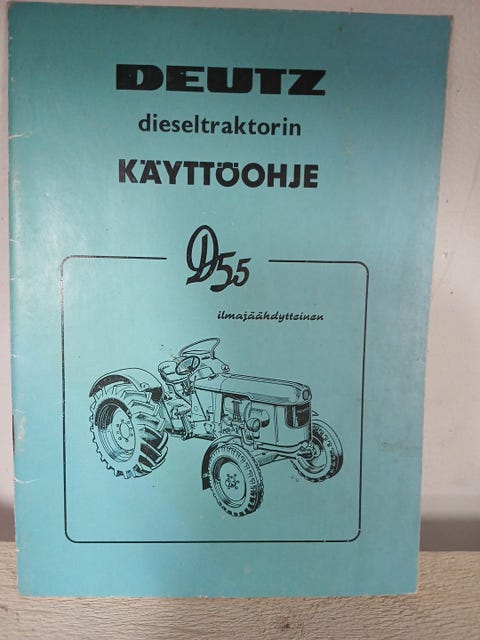 DEUTZ
dieseltraktorin
KÄYTTÖOHJE
D55
ilmajäähdytteinen